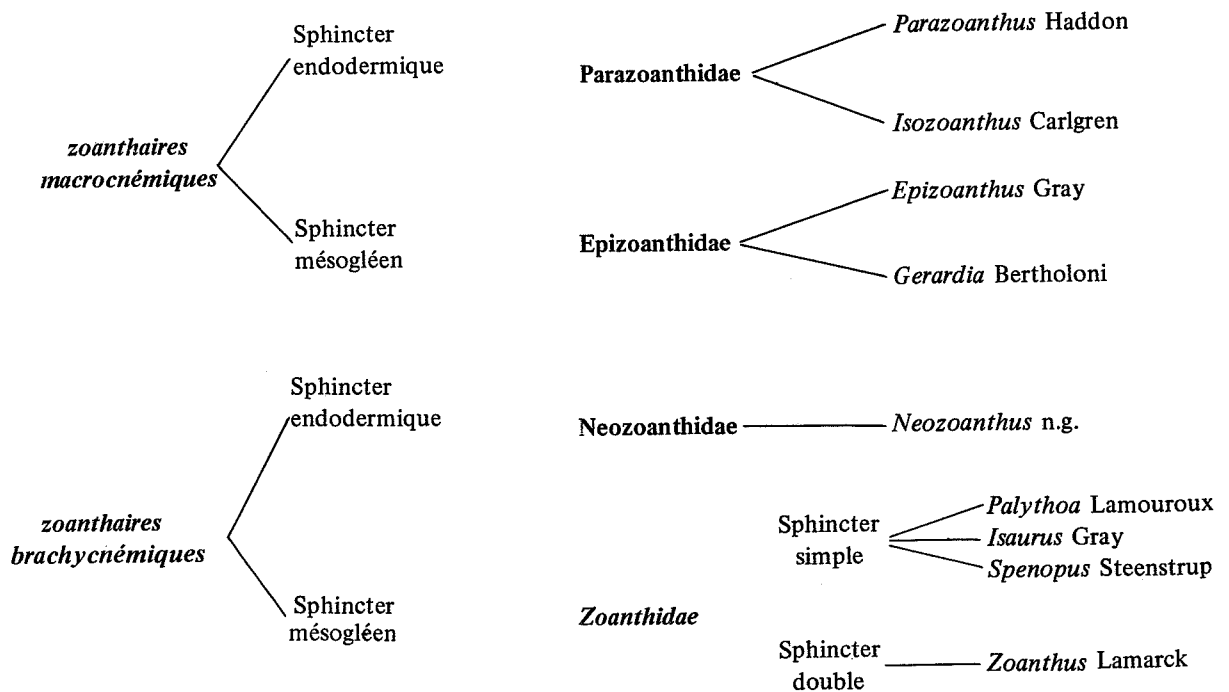 Sphincter
endodermique
Parazoanthidae
Parazoanthus Haddon
Isozoanthus Carlgren
zoanthaires
macrocnémiques
Sphincter
mésogléen
Epizoanthidae
Epizoanthus Gray
Gerardia Bertholoni
Sphincter
endodermique
Neozoanthidae
Neozoanthus n.g.
zoanthaires
brachycnémiques
Sphincter
mésogléen
Zoanthidae
Sphincter
simple
Palythoa Lamouroux
Isaurus Gray
Spenopus Steenstrup
Sphincter
double
Zoanthus Lamarck